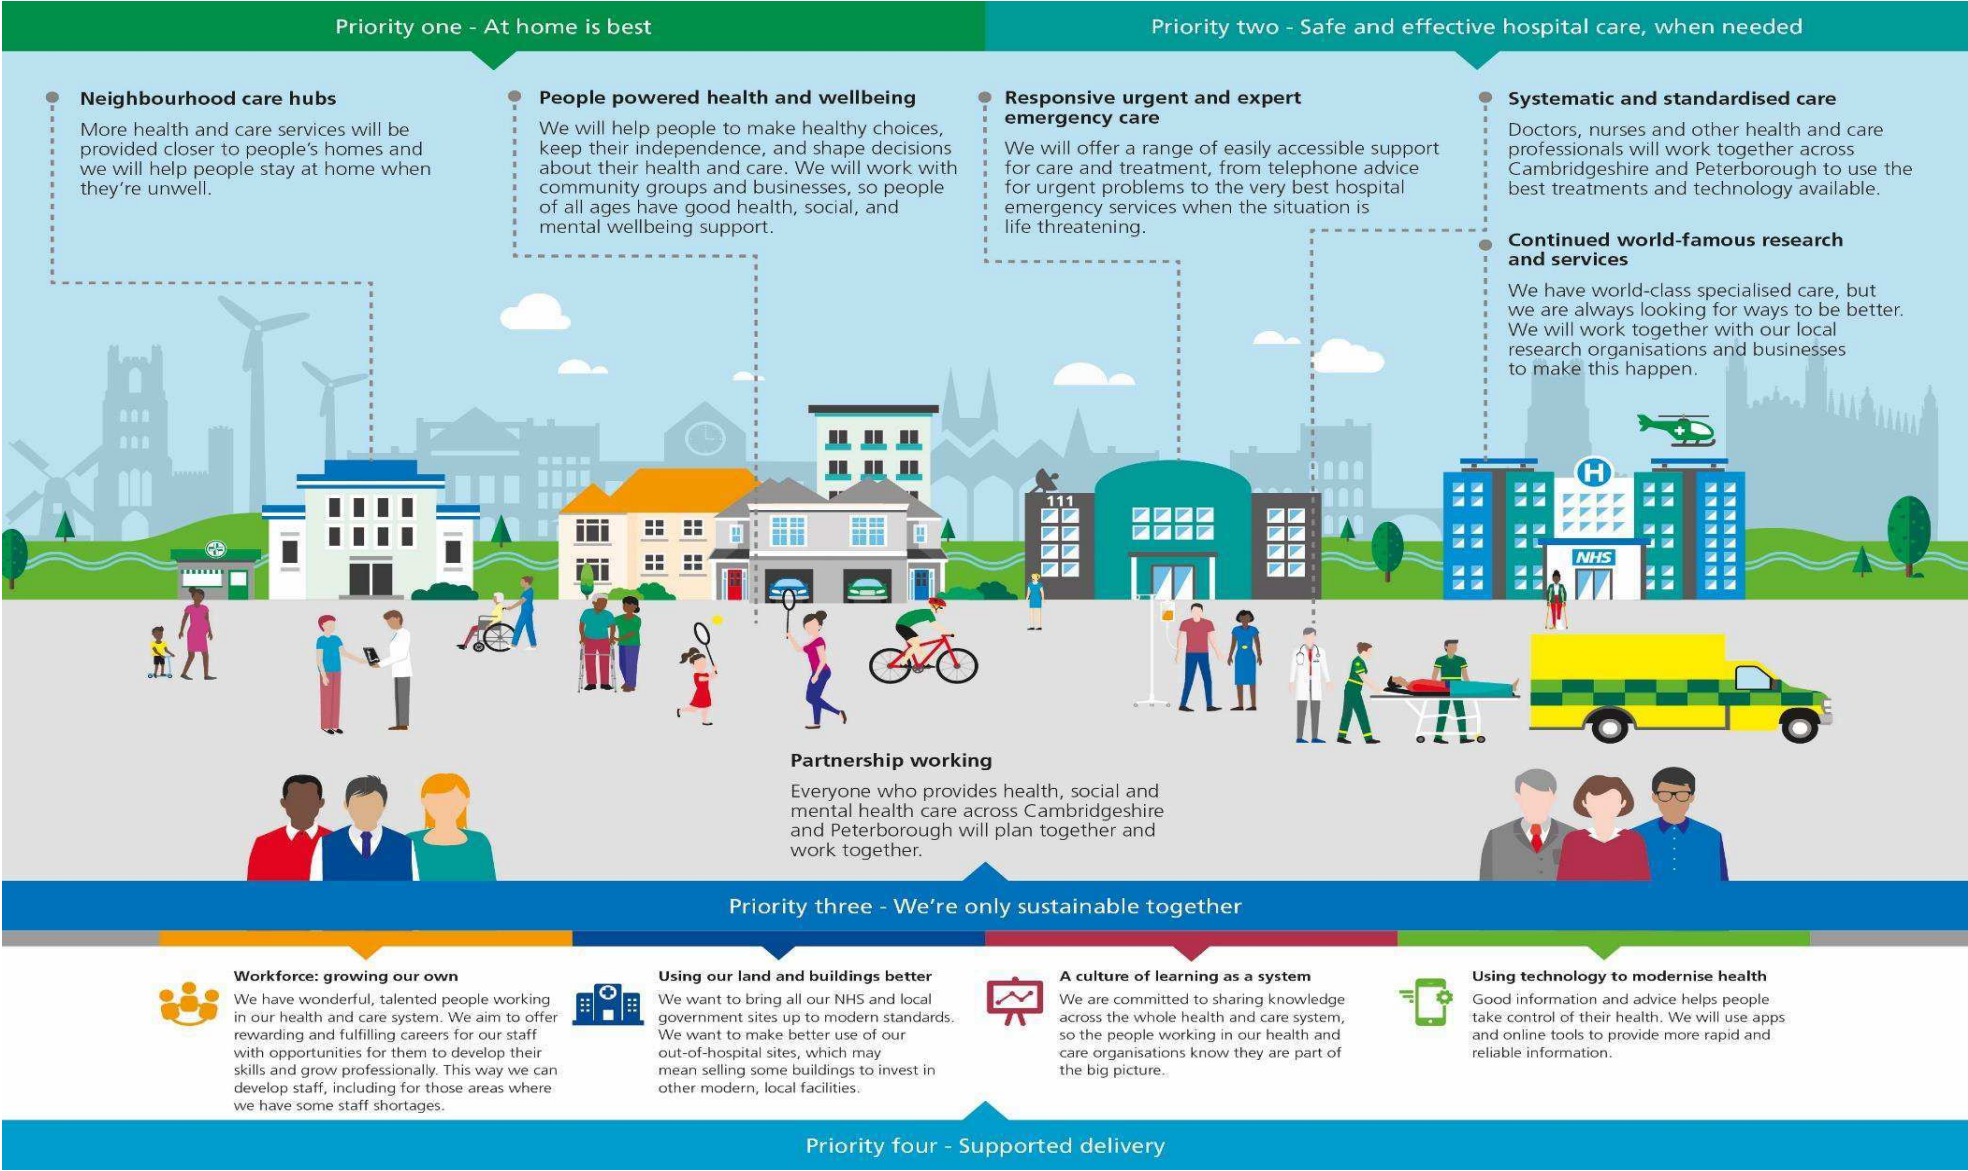 Priority one - At home is best
Priority two - Safe and effective hospital care, when needed
Neighbourhood care hubs
More health and care services will be
provided closer to people's homes and
we will help people stay at home when
they're unwell.
People powered health and wellbeing
We will help people to make healthy choices,
keep their independence, and shape decisions
about their health and care. We will work with
community groups and businesses, so people
of all ages have good health, social, and
mental wellbeing support.
Responsive urgent and expert
emergency care
We will offer a range of easily accessible support
for care and treatment, from telephone advice
for urgent problems to the very best hospital
emergency services when the situation is
life threatening.
Systematic and standardised care
Doctors, nurses and other health and care
professionals will work together across
Cambridgeshire and Peterborough to use the
best treatments and technology available.
Continued world-famous research
and services
We have world-class specialised care, but
we are always looking for ways to be better.
We will work together with our local
research organisations and businesses
to make this happen.
H
111
NHS
Partnership working
Everyone who provides health, social and
mental health care across Cambridgeshire
and Peterborough will plan together and
work together.
Priority three - We're only sustainable together
Workforce: growing our own
We have wonderful, talented people working
in our health and care system. We aim to offer
rewarding and fulfilling careers for our staff
with opportunities for them to develop their
skills and grow professionally. This way we can
develop staff, including for those areas where
we have some staff shortages.
Using our land and buildings better
We want to bring all our NHS and local
government sites up to modern standards.
We want to make better use of our
out-of-hospital sites, which may
mean selling some buildings to invest in
other modern, local facilities.
A culture of learning as a system
We are committed to sharing knowledge
across the whole health and care system,
so the people working in our health and
care organisations know they are part of
the big picture.
Using technology to modernise health
Good information and advice helps people
take control of their health. We will use apps
and online tools to provide more rapid and
reliable information.
Priority four - Supported delivery